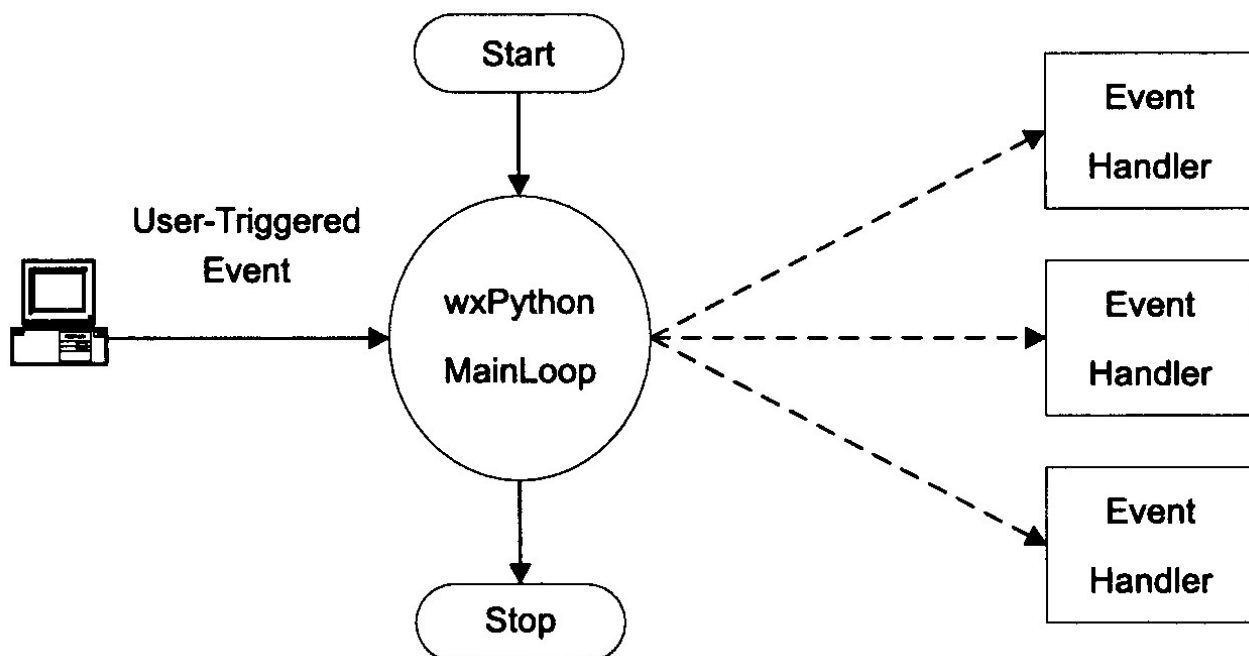 Start
User-Triggered
Event
wxPython
MainLoop
Event
Handler
Event
Handler
Event
Handler
Stop